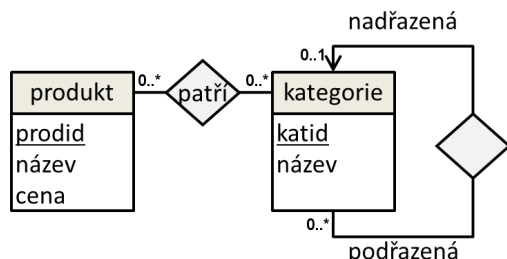 nadřazená
0..1
produkt
0..*
patří
0..*
kategorie
prodid
název
cena
katid
název
0..*
podřazená